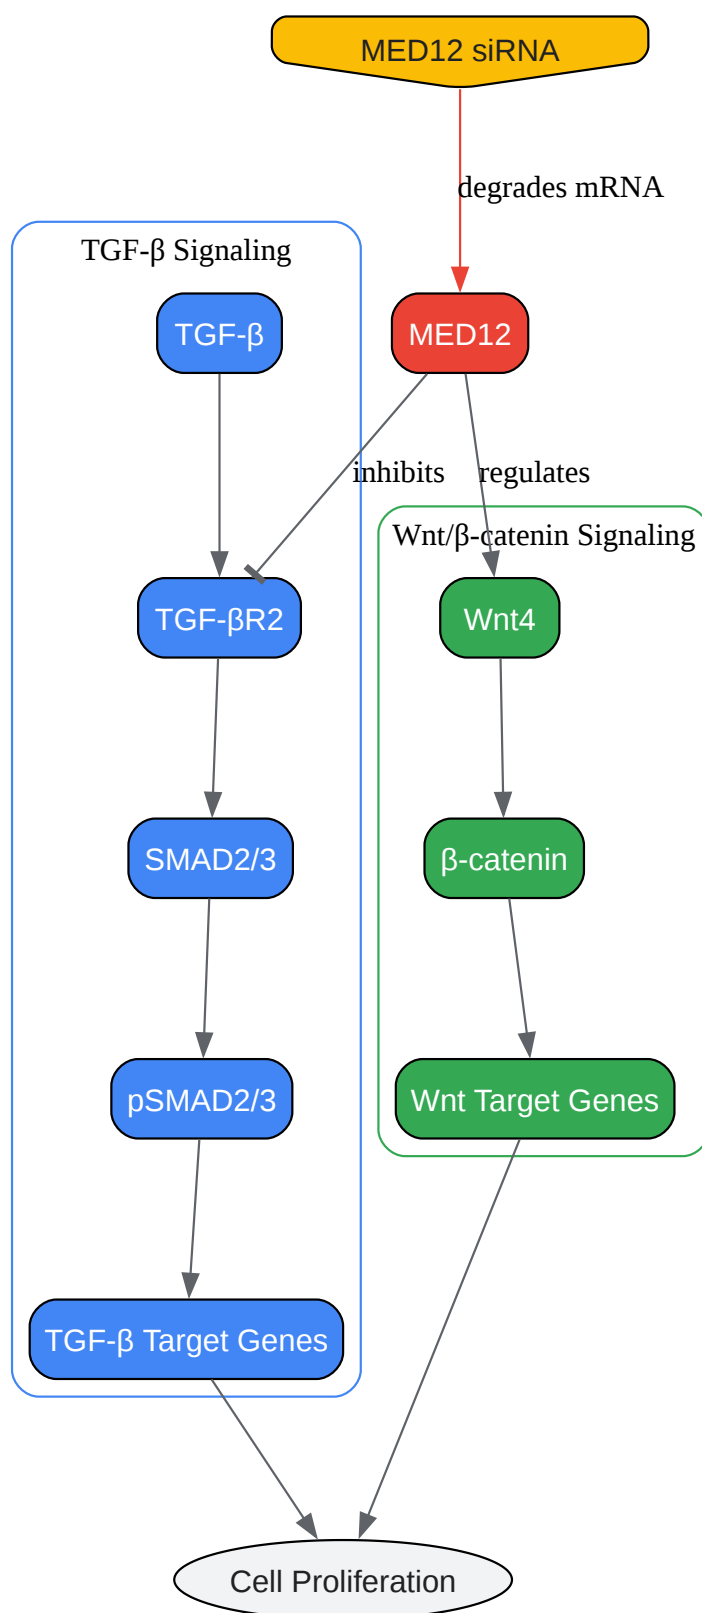 MED12 siRNA
degrades mRNA
TGF-β Signaling
TGF-β
MED12
inhibits
regulates
Wnt/β-catenin Signaling
TGF-βR2
Wnt4
SMAD2/3
β-catenin
pSMAD2/3
Wnt Target Genes
TGF-β Target Genes
Cell Proliferation